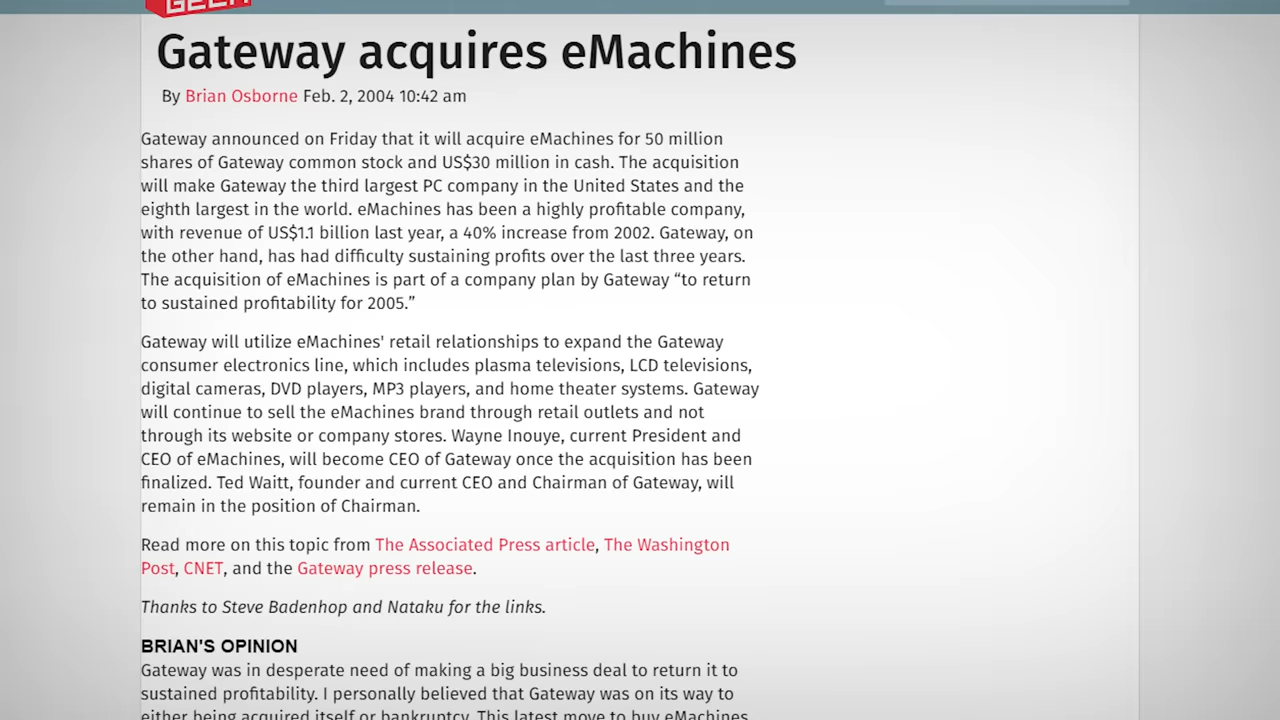 GEEK
Gateway acquires eMachines
By Brian Osborne Feb. 2, 2004 10:42 am
Gateway announced on Friday that it will acquire eMachines for 50 million
shares of Gateway common stock and US$30 million in cash. The acquisition
will make Gateway the third largest PC company in the United States and the
eighth largest in the world. eMachines has been a highly profitable company,
with revenue of US$1.1 billion last year, a 40% increase from 2002. Gateway, on
the other hand, has had difficulty sustaining profits over the last three years.
The acquisition of eMachines is part of a company plan by Gateway “to return
to sustained profitability for 2005.”
Gateway will utilize eMachines' retail relationships to expand the Gateway
consumer electronics line, which includes plasma televisions, LCD televisions,
digital cameras, DVD players, MP3 players, and home theater systems. Gateway
will continue to sell the eMachines brand through retail outlets and not
through its website or company stores. Wayne Inouye, current President and
CEO of eMachines, will become CEO of Gateway once the acquisition has been
finalized. Ted Waitt, founder and current CEO and Chairman of Gateway, will
remain in the position of Chairman.
Read more on this topic from The Associated Press article, The Washington
Post, CNET, and the Gateway press release.
Thanks to Steve Badenhop and Nataku for the links.
BRIAN'S OPINION
Gateway was in desperate need of making a big business deal to return it to
sustained profitability. I personally believed that Gateway was on its way to
either being acquired itself or bankruptcy. This latest move to buy eMachines